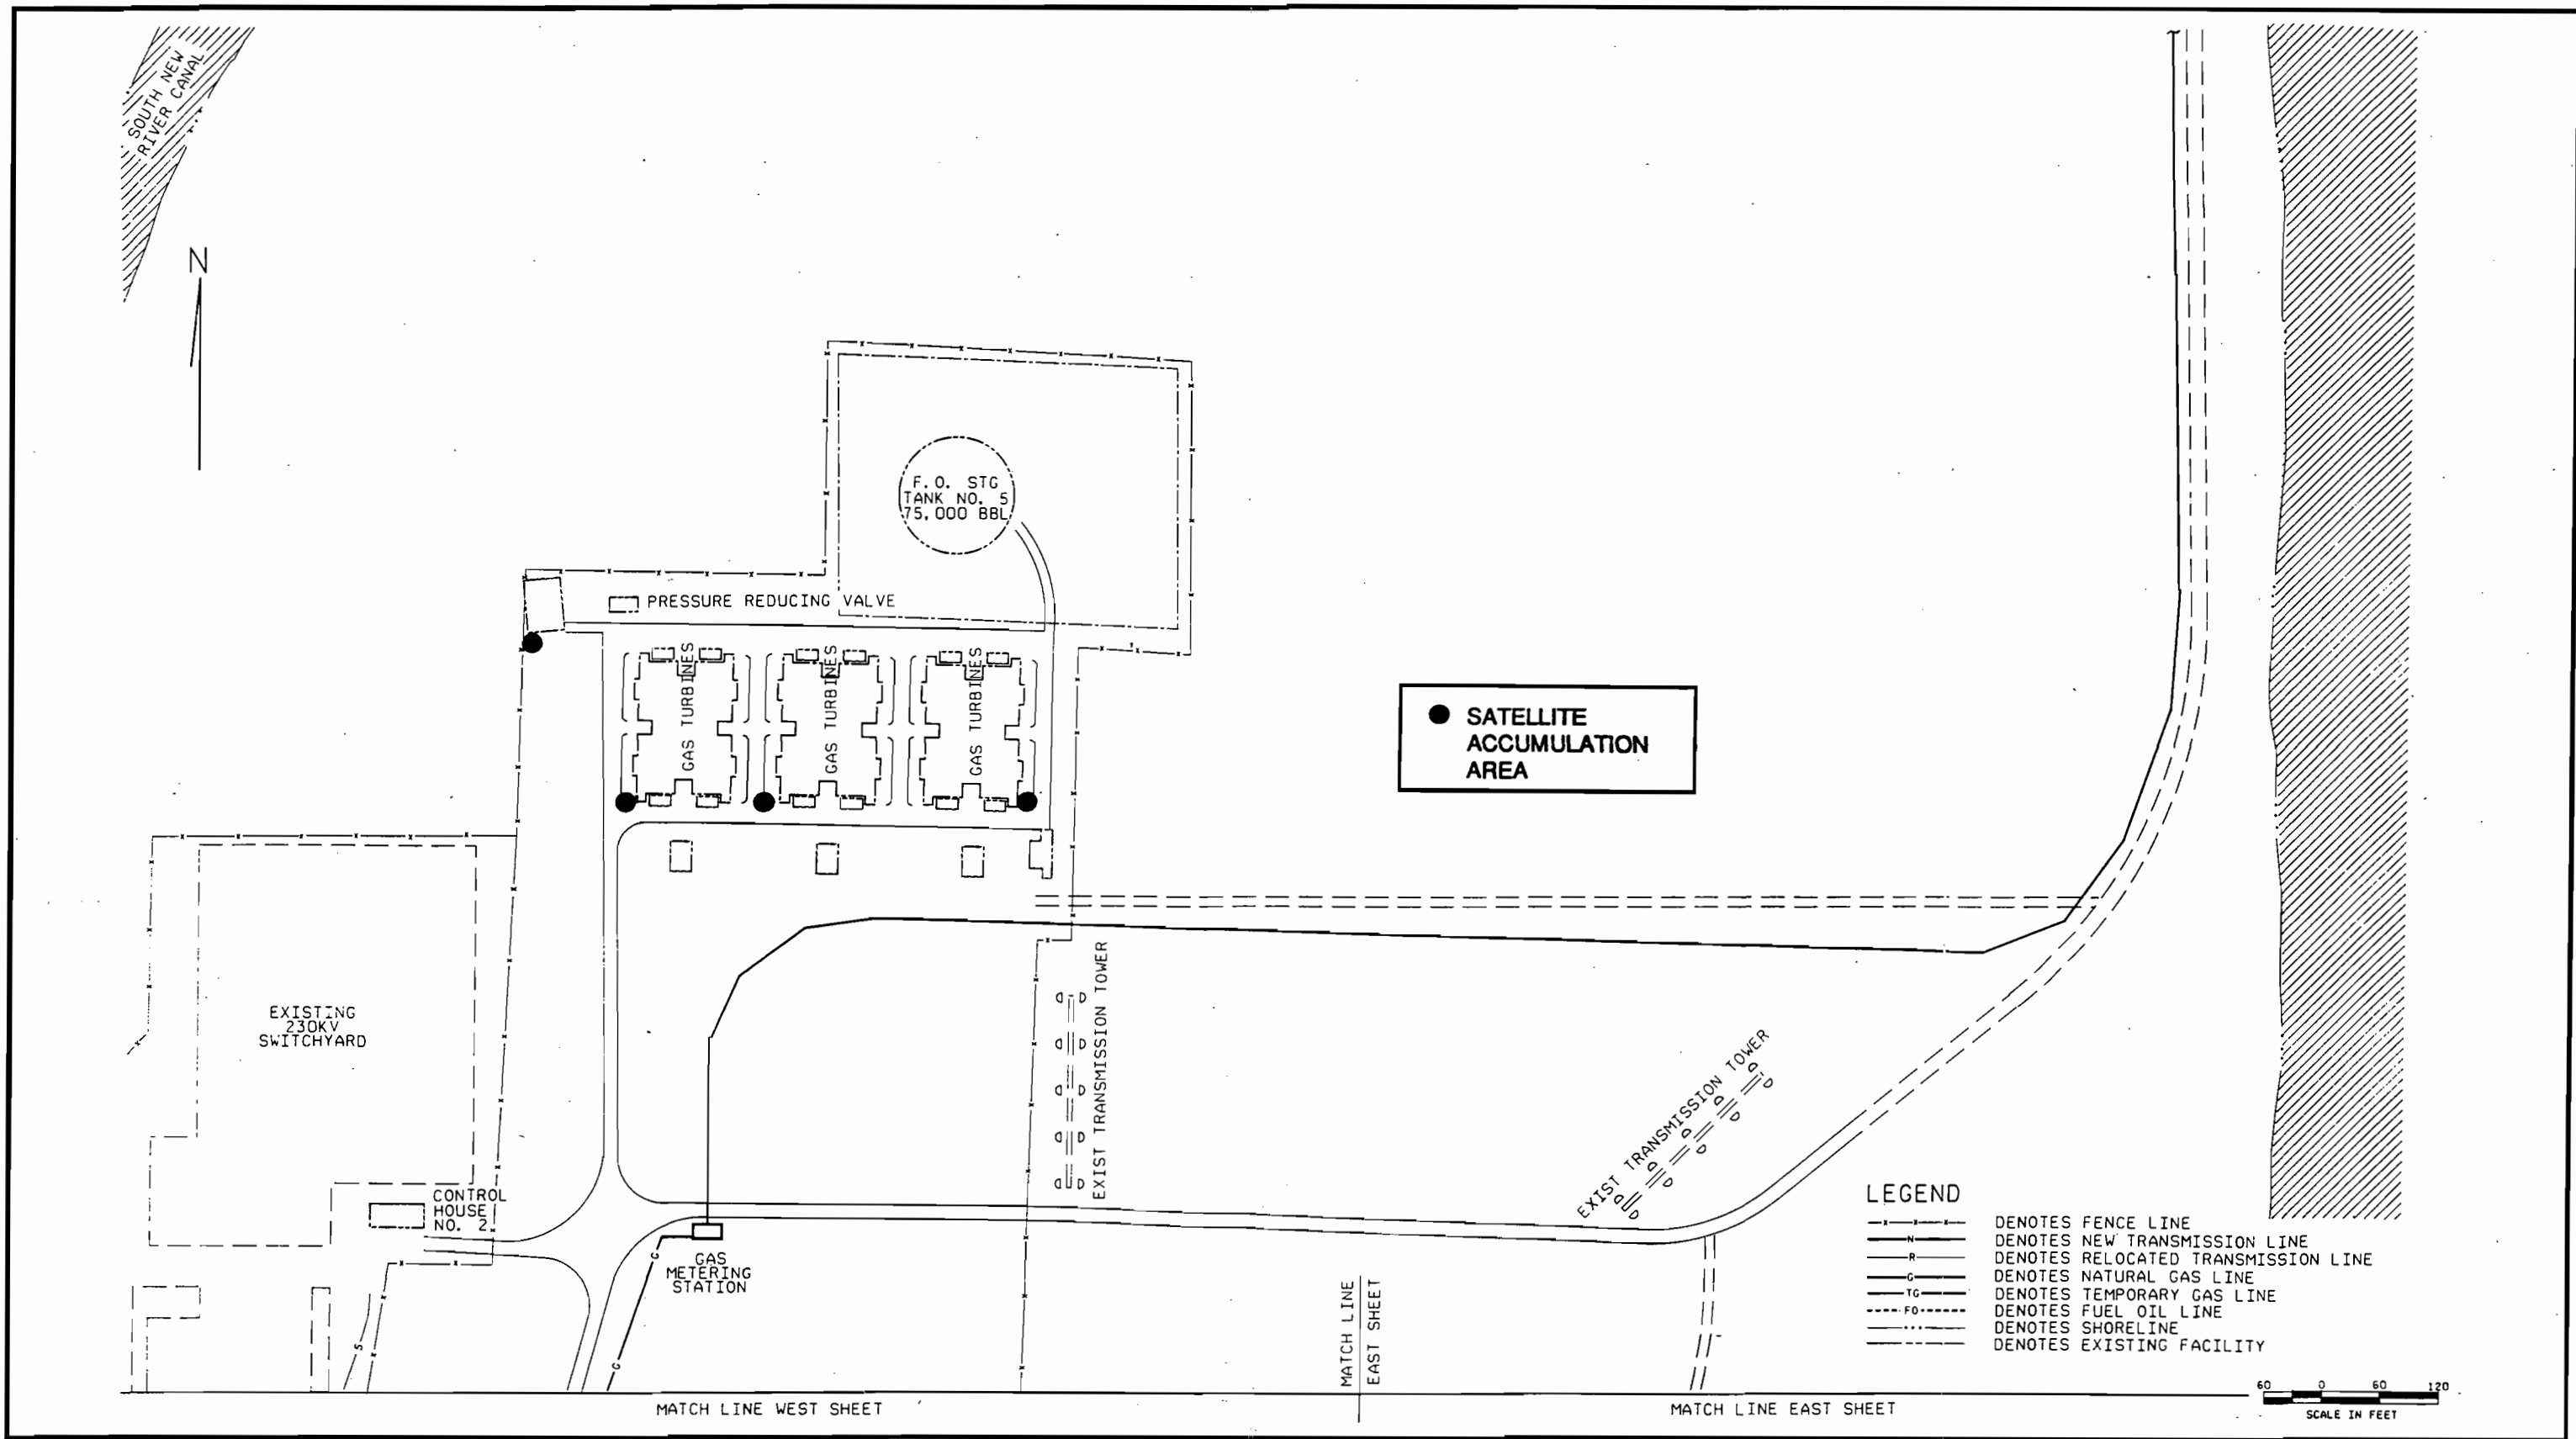 SOUTH NEW
RIVER CANAL
N
F.O. STG
TANK NO. 5
75,000 BBL
PRESSURE REDUCING VALVE
GAS TURBINES
GAS TURBINES
GAS TURBINES
SATELLITE
ACCUMULATION
AREA
EXISTING
230KV
SWITCHYARD
EXIST TRANSMISSION TOWER
EXIST TRANSMISSION TOWER
CONTROL
HOUSE
NO. 2
GAS
METERING
STATION
G
G
S
LEGEND
x x x DENOTES FENCE LINE
N DENOTES NEW TRANSMISSION LINE
R DENOTES RELOCATED TRANSMISSION LINE
G DENOTES NATURAL GAS LINE
TG DENOTES TEMPORARY GAS LINE
FO DENOTES FUEL OIL LINE
DENOTES SHORELINE
DENOTES EXISTING FACILITY
MATCH LINE
EAST SHEET
MATCH LINE WEST SHEET
MATCH LINE EAST SHEET
60 0 60 120
SCALE IN FEET